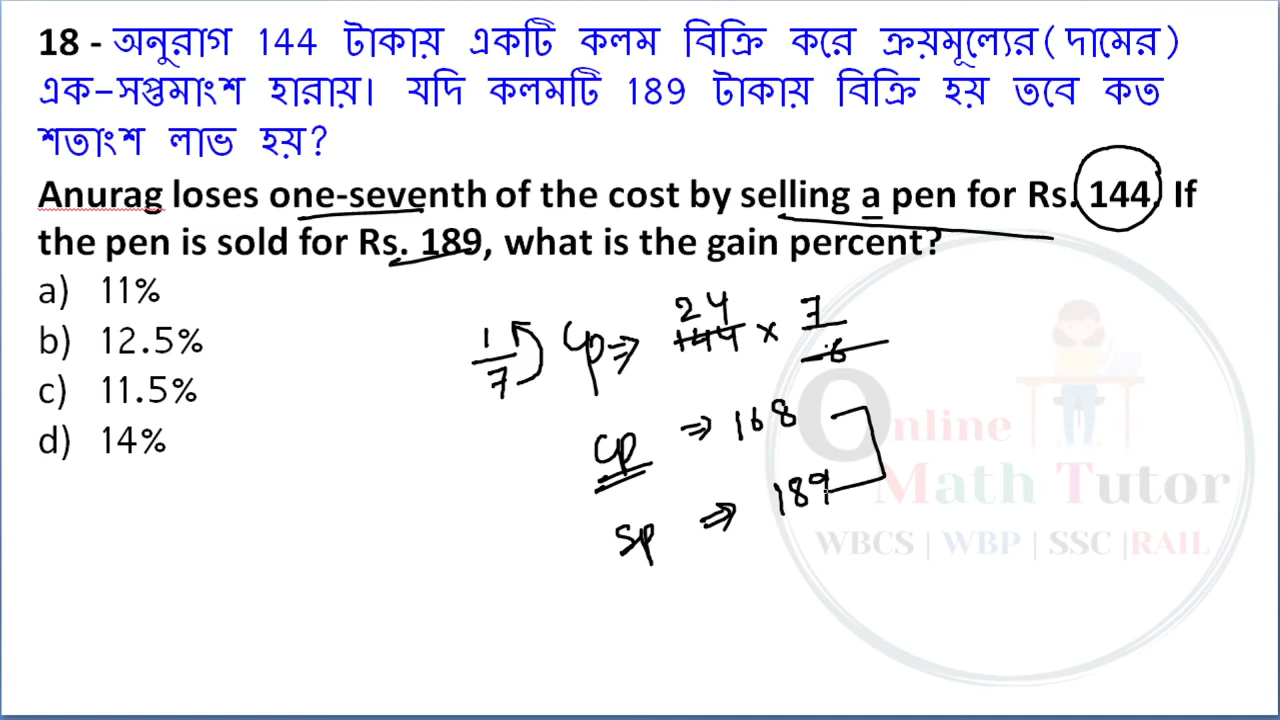 18 - অনুরাগ 144 টাকায় একটি কলম বিক্রি করে ক্রয়মূল্যের(দামের)
এক-সপ্তমাংশ হারায়। যদি কলমটি 189 টাকায় বিক্রি হয় তবে কত
শতাংশ লাভ হয়?
Anurag loses one-seventh of the cost by selling a pen for Rs. 144. If
the pen is sold for Rs. 189, what is the gain percent?
a) 11%
b) 12.5%
c) 11.5%
d) 14%
1/7 CP ⇒ 24 144 × 7/6
CP ⇒ 168
SP ⇒ 189
Online
Math Tutor
WBCS | WBP | SSC |RAIL